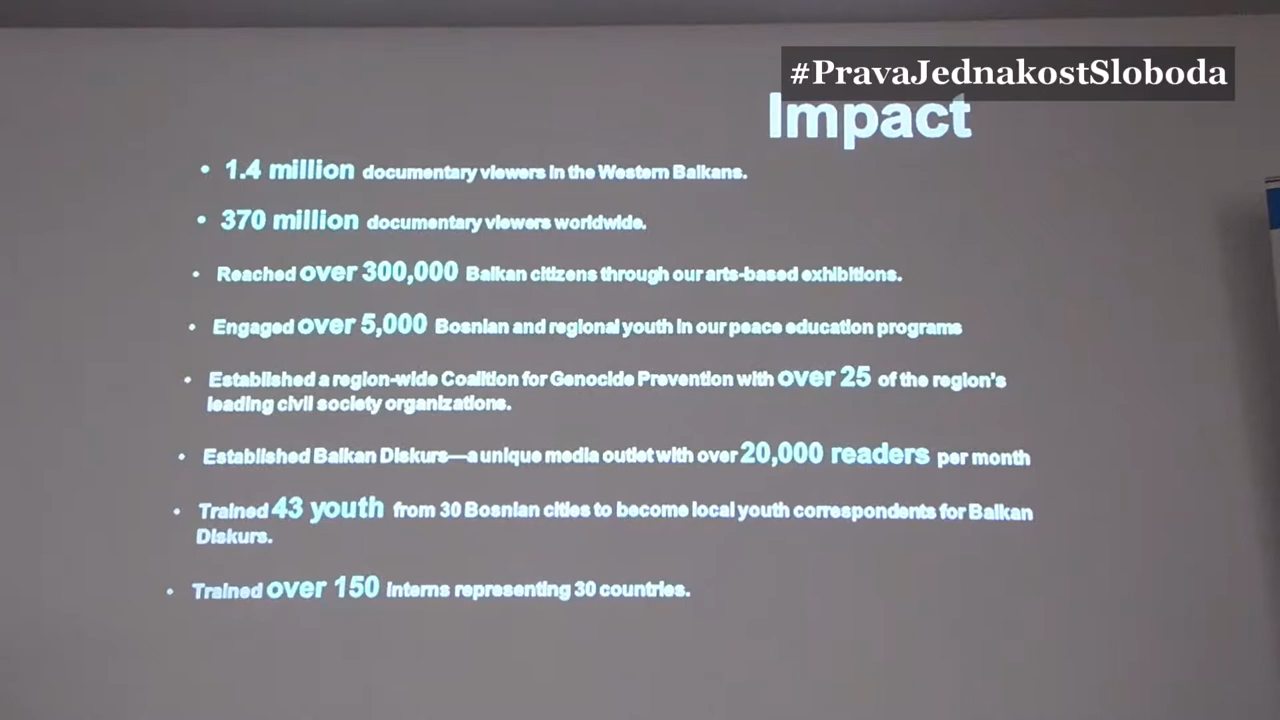 #PravaJednakostSloboda
Impact
• 1.4 million documentary viewers in the Western Balkans.
• 370 million documentary viewers worldwide.
• Reached over 300,000 Balkan citizens through our arts-based exhibitions.
• Engaged over 5,000 Bosnian and regional youth in our peace education programs
• Established a region-wide Coalition for Genocide Prevention with over 25 of the region's
leading civil society organizations.
• Established Balkan Diskurs—a unique media outlet with over 20,000 readers per month
• Trained 43 youth from 30 Bosnian cities to become local youth correspondents for Balkan
Diskurs.
• Trained over 150 interns representing 30 countries.